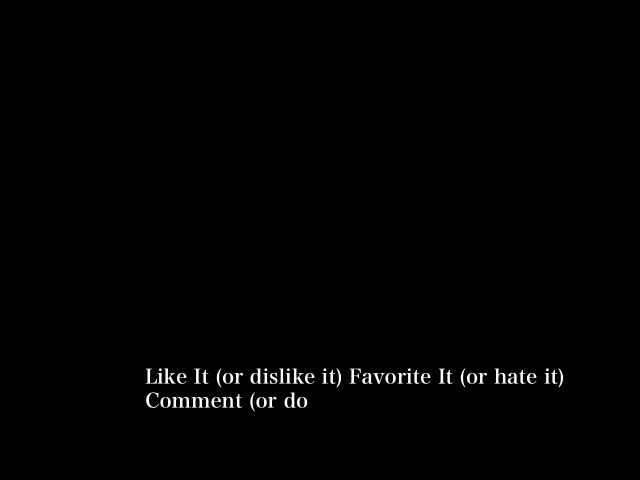 Like It (or dislike it) Favorite It (or hate it)
Comment (or do